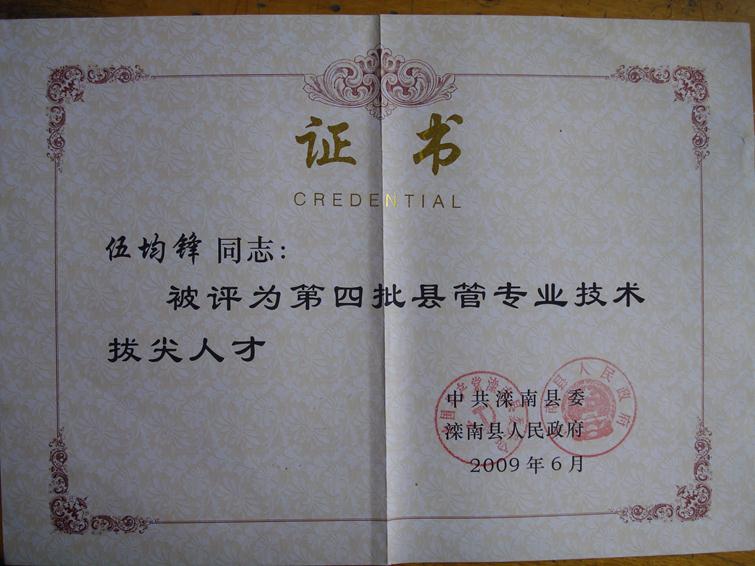 证书
CREDENTIAL
伍均锋 同志：
被评为第四批县管专业技术
拔尖人才
中共滦南县委
滦南县人民政府
2009年6月